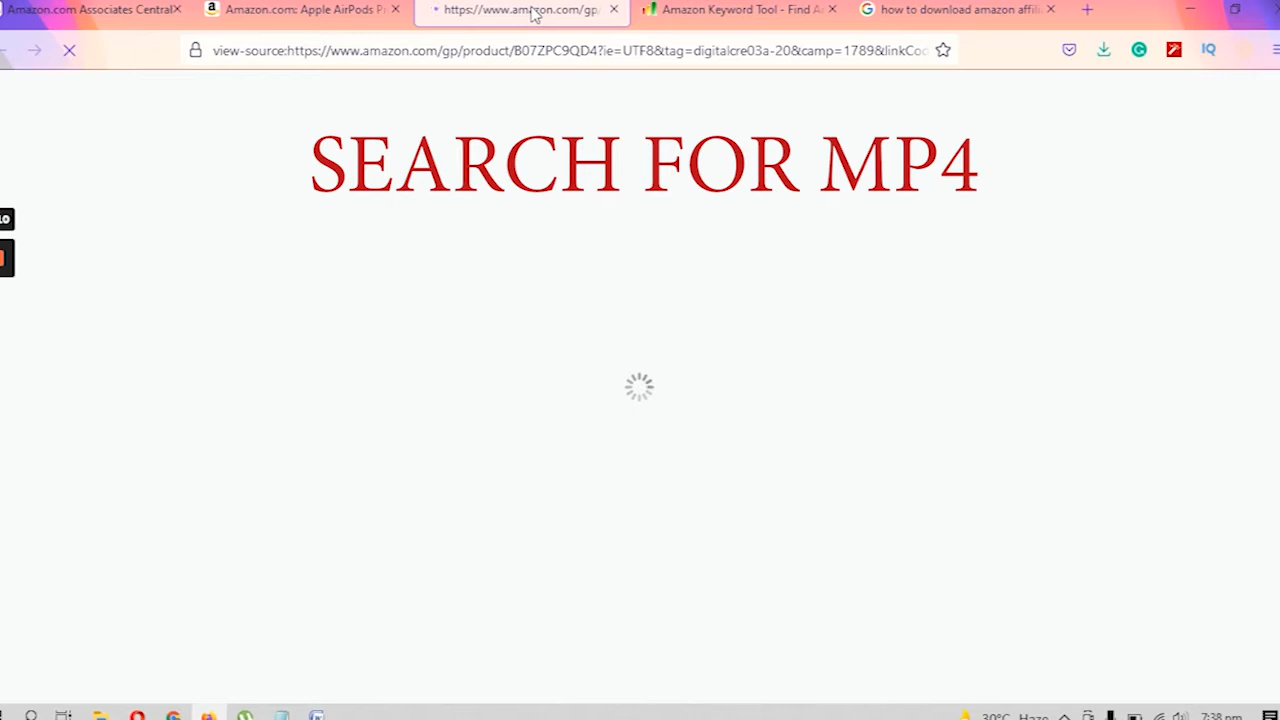 Amazon.com Associates Central
Amazon.com: Apple AirPods P
https://www.amazon.com/gp/
Amazon Keyword Tool - Find A
how to download amazon affili
view-source:https://www.amazon.com/gp/product/B07ZPC9QD4?ie=UTF8&tag=digitalcre03a-20&camp=1789&linkCo
IQ
SEARCH FOR MP4
10
30°C Haze
7:38 pm